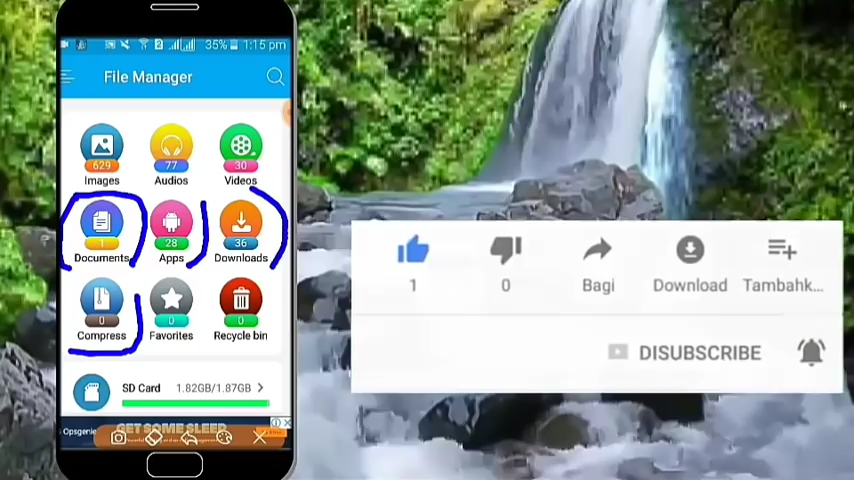 35% 1:15 pm
File Manager
629 77 30
Images Audios Videos
1 28 36
Documents Apps Downloads
0 0 0
Compress Favorites Recycle bin
SD Card 1.82GB/1.87GB
Opsgenie
GET SOME SLEEP
1 0 Bagi Download Tambahk...
DISUBSCRIBE